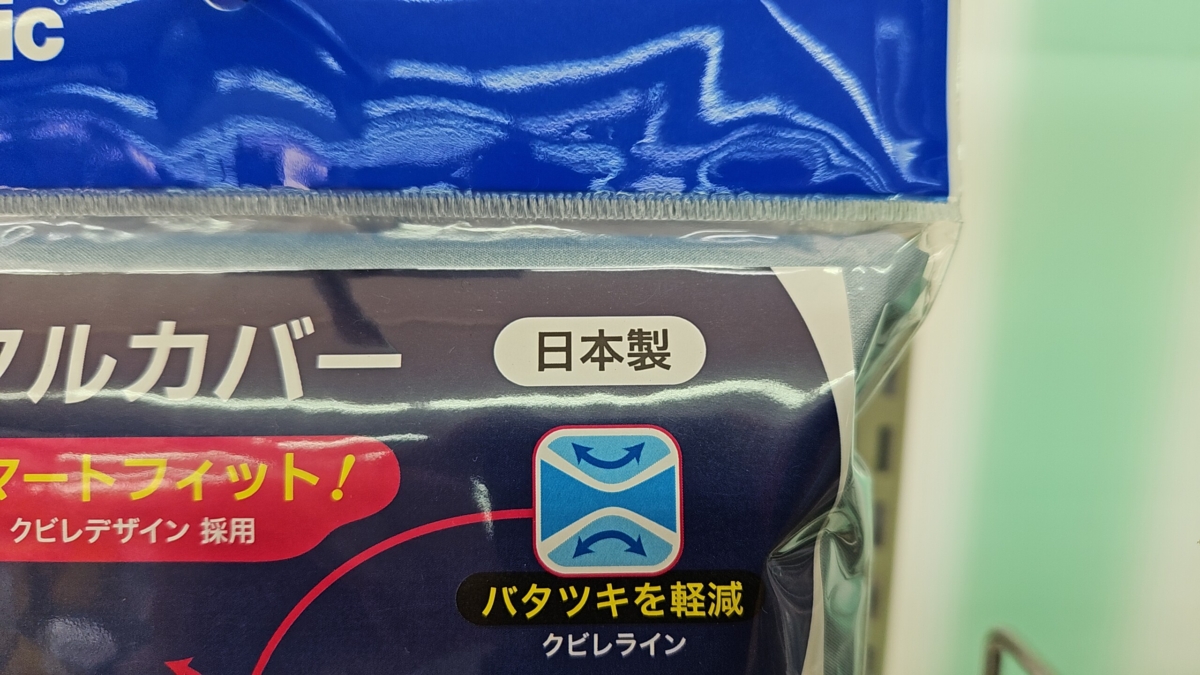 ic
ルカバー
日本製
マートフィット!
クビレデザイン 採用
バタツキを軽減
クビレライン